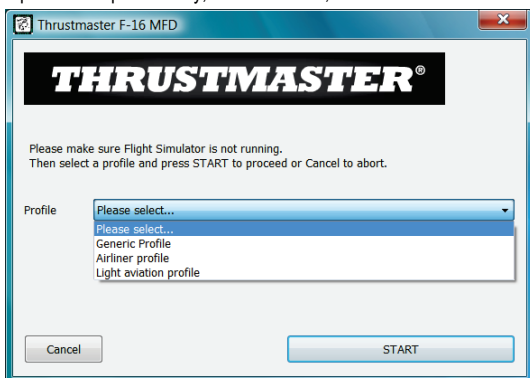 Thrustmaster F-16 MFD
THRUSTMASTER®
Please make sure Flight Simulator is not running.
Then select a profile and press START to proceed or Cancel to abort.
Profile Please select...
Please select...
Generic Profile
Airliner profile
Light aviation profile
Cancel START